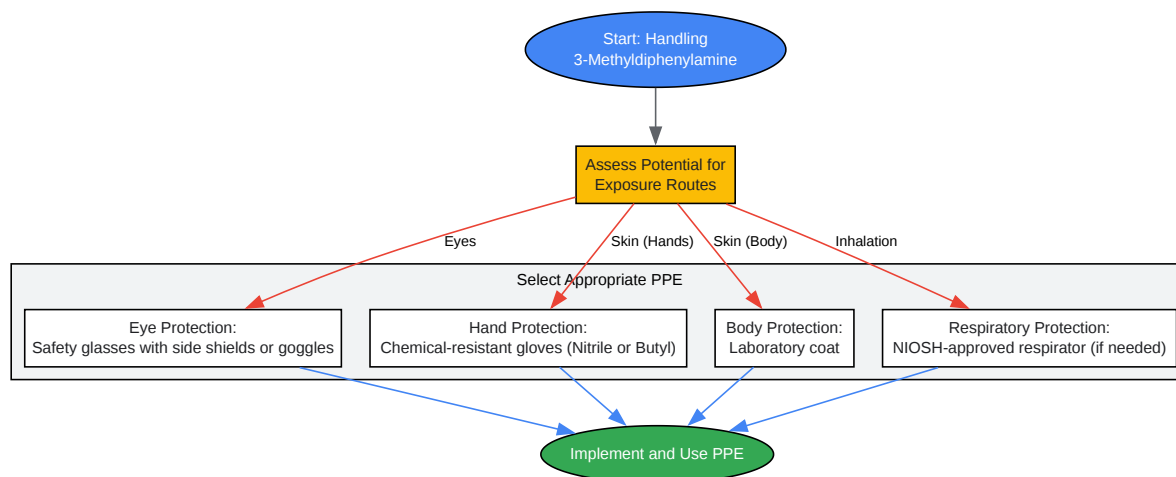 Start: Handling
3-Methyldiphenylamine
Assess Potential for
Exposure Routes
Eyes
Skin (Hands)
Skin (Body)
Inhalation
Select Appropriate PPE
Eye Protection:
Safety glasses with side shields or goggles
Hand Protection:
Chemical-resistant gloves (Nitrile or Butyl)
Body Protection:
Laboratory coat
Respiratory Protection:
NIOSH-approved respirator (if needed)
Implement and Use PPE